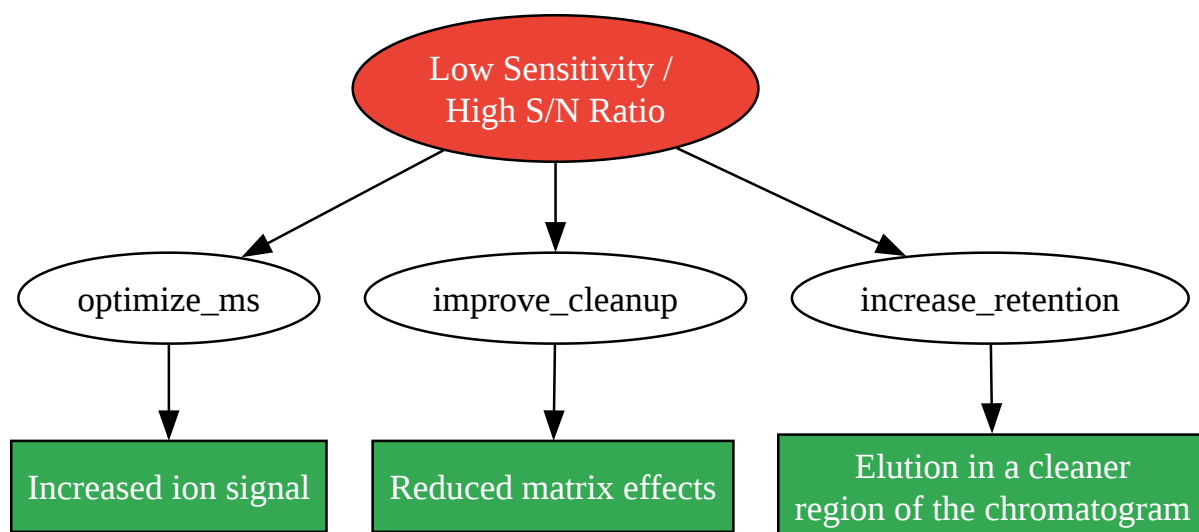 Low Sensitivity /
High S/N Ratio
optimize_ms
improve_cleanup
increase_retention
Increased ion signal
Reduced matrix effects
Elution in a cleaner
region of the chromatogram